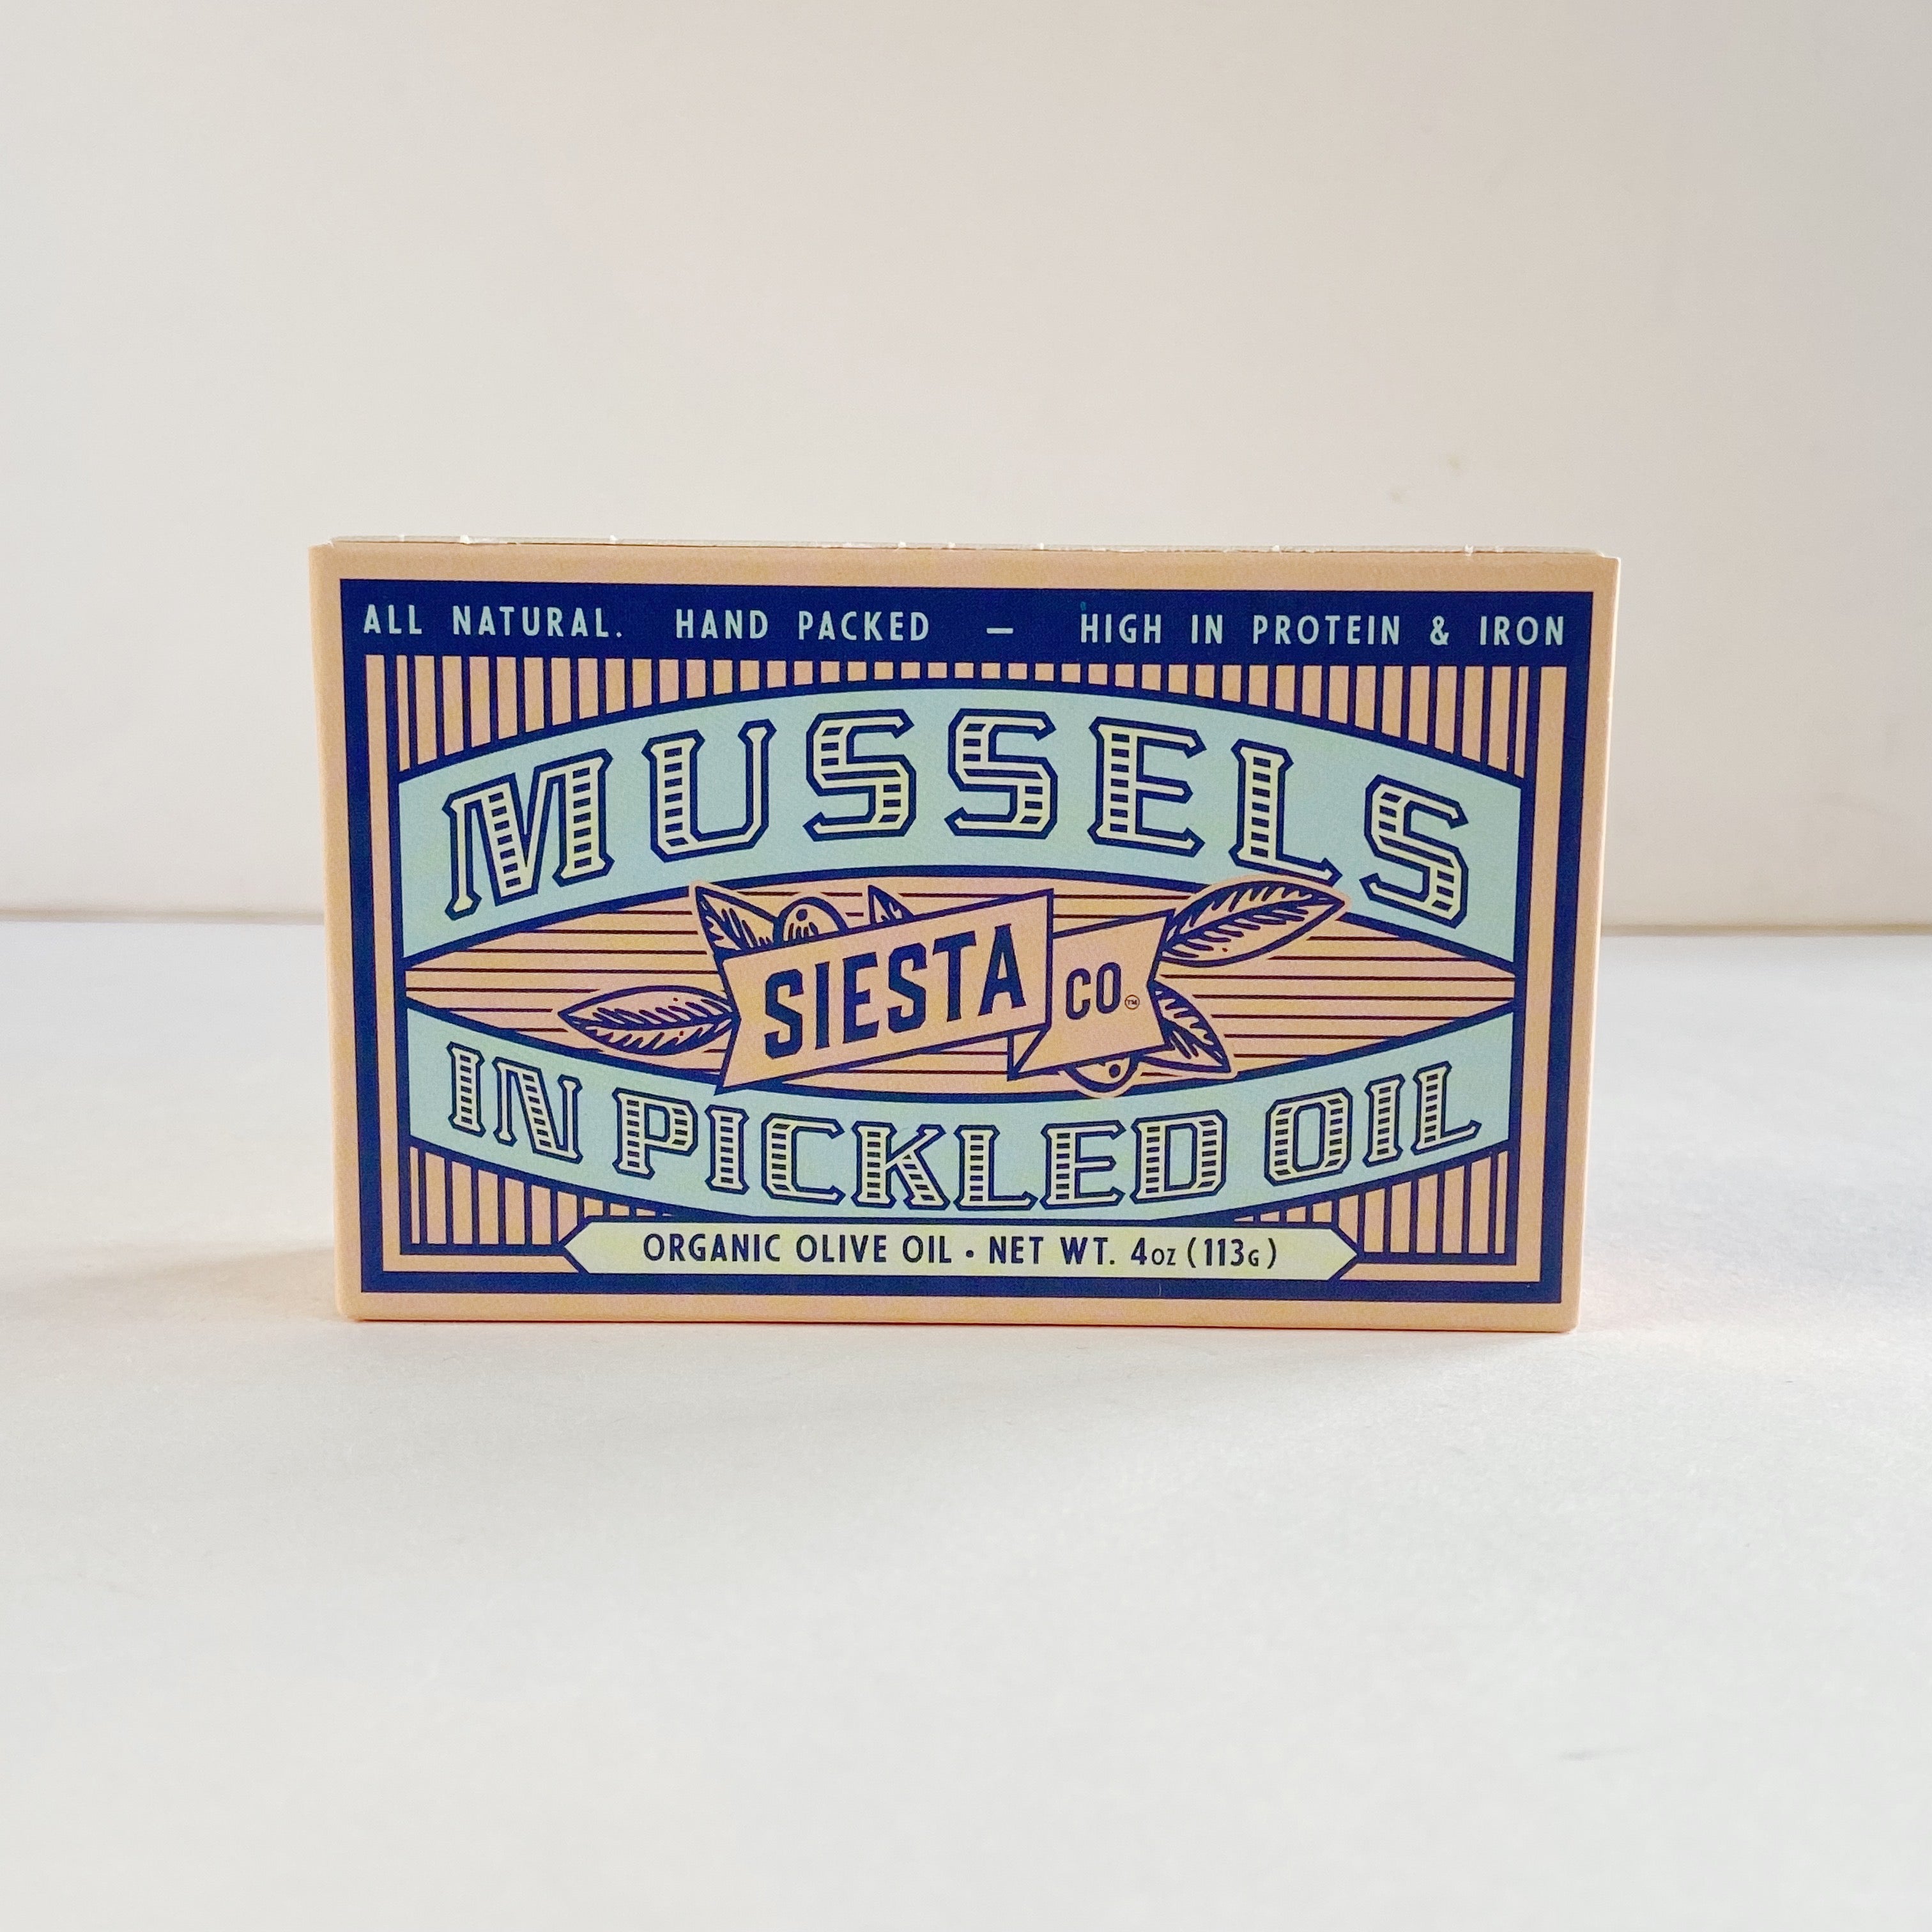 ALL NATURAL. HAND PACKED — HIGH IN PROTEIN & IRON
MUSSELS
SIESTA CO.™
IN PICKLED OIL
ORGANIC OLIVE OIL • NET WT. 4oz (113G)